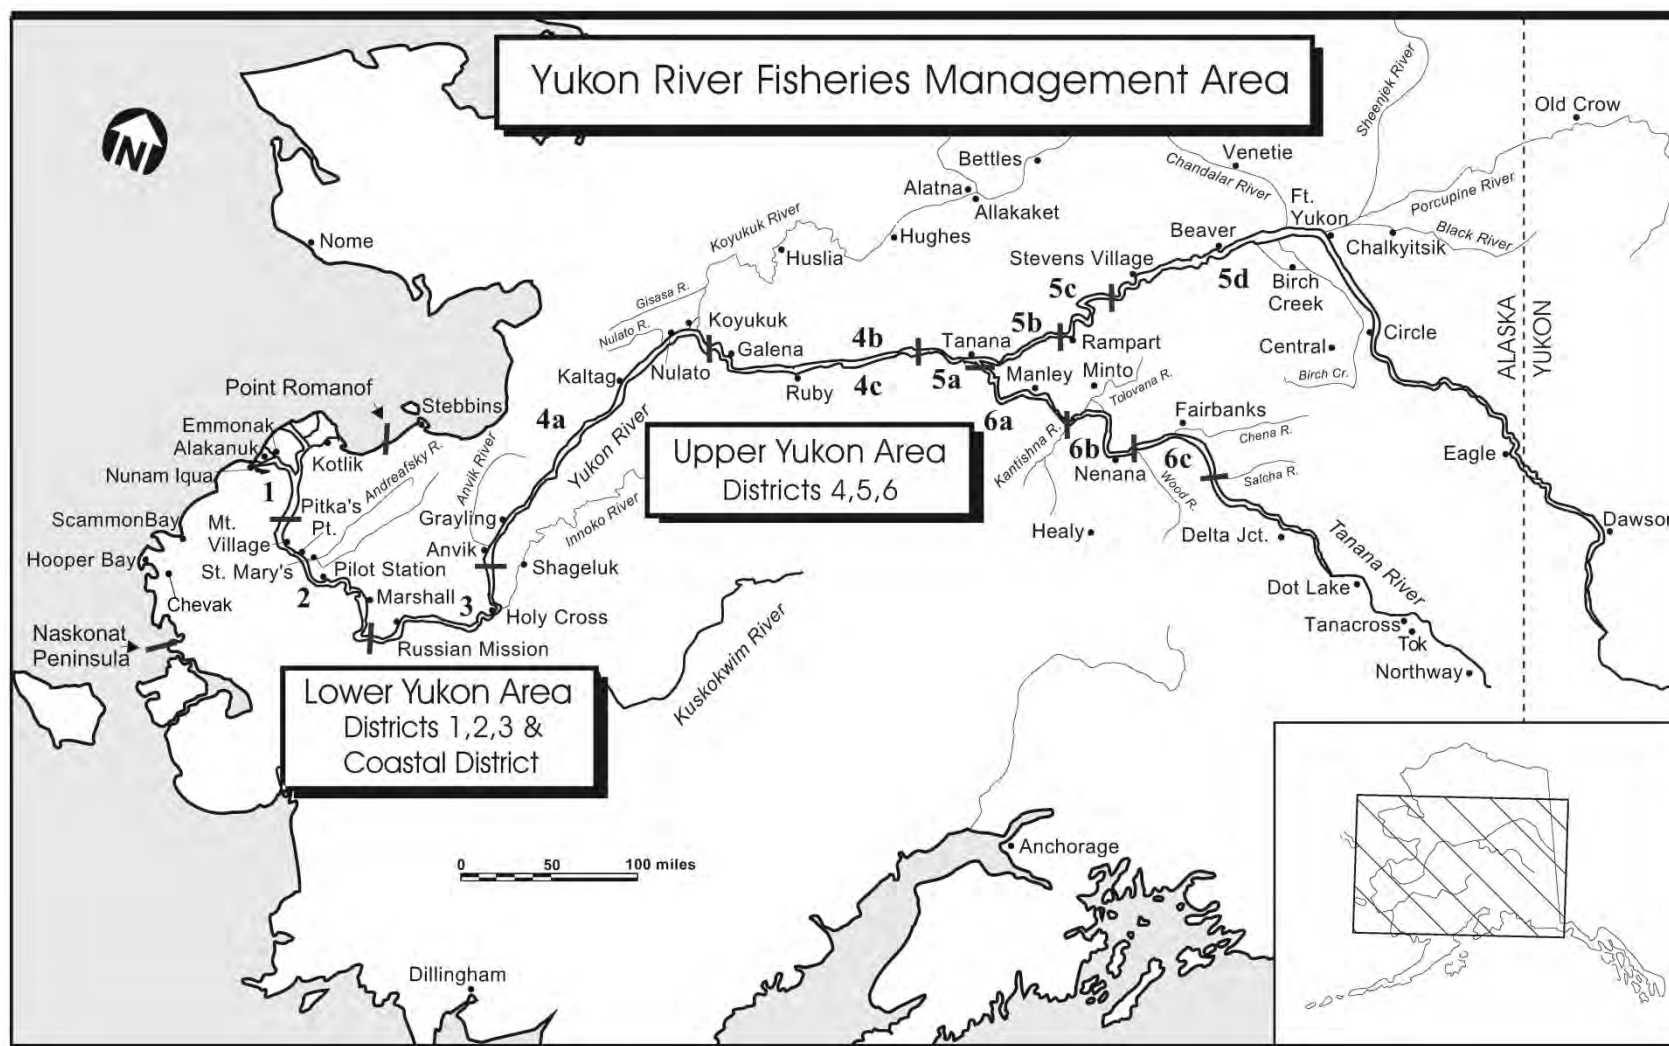 Yukon River Fisheries Management Area
N
Sheenjek River
Old Crow
Bettles
Venetie
Chandalar River
Porcupine River
Alatna
Allakaket
Ft.
Yukon
Koyukuk River
Hughes
Beaver
Chalkyitsik
Black River
Nome
Huslia
Stevens Village
Birch
Creek
5d
5c
Gisasa R.
Nulato R.
Koyukuk
4b
Tanana
5b
Rampart
Circle
ALASKA
YUKON
Galena
Central
Minto
Birch Cr.
Kaltag
Nulato
Ruby
4c
5a
Manley
Tolovana R.
Point Romanof
Stebbins
4a
Yukon River
6a
Fairbanks
Chena R.
Emmonak
Alakanuk
Kotlik
Nunam Iqua
Andreafsky R.
Anvik River
Upper Yukon Area
Districts 4,5,6
Kantishna R.
6b
Nenana
6c
Salcha R.
Wood R.
Eagle
1
Pitka's
Pt.
Grayling
Innoko River
ScammonBay
Mt.
Village
Healy
Delta Jct.
Tanana River
Dawson
Hooper Bay
St. Mary's
Pilot Station
Anvik
Shageluk
Chevak
2
Marshall
3
Holy Cross
Dot Lake
Naskonat
Peninsula
Russian Mission
Kuskokwim River
Tanacross
Tok
Northway
Lower Yukon Area
Districts 1,2,3 &
Coastal District
0 50 100 miles
Anchorage
Dillingham